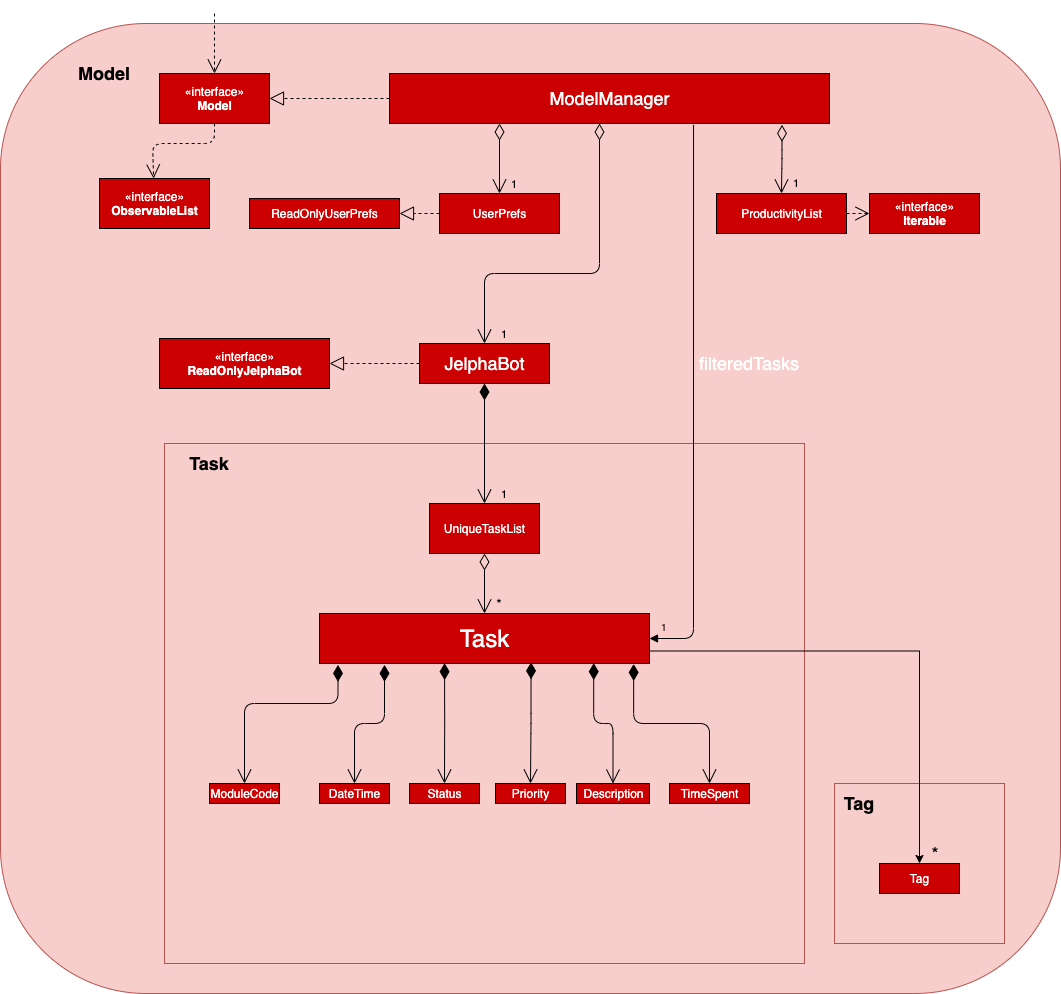 Model
«interface»
Model
ModelManager
«interface»
ObservableList
ReadOnlyUserPrefs
1
UserPrefs
1
ProductivityList
«interface»
Iterable
1
«interface»
ReadOnlyJelphaBot
JelphaBot
filteredTasks
Task
1
UniqueTaskList
*
Task
1
ModuleCode
DateTime
Status
Priority
Description
TimeSpent
Tag
*
Tag